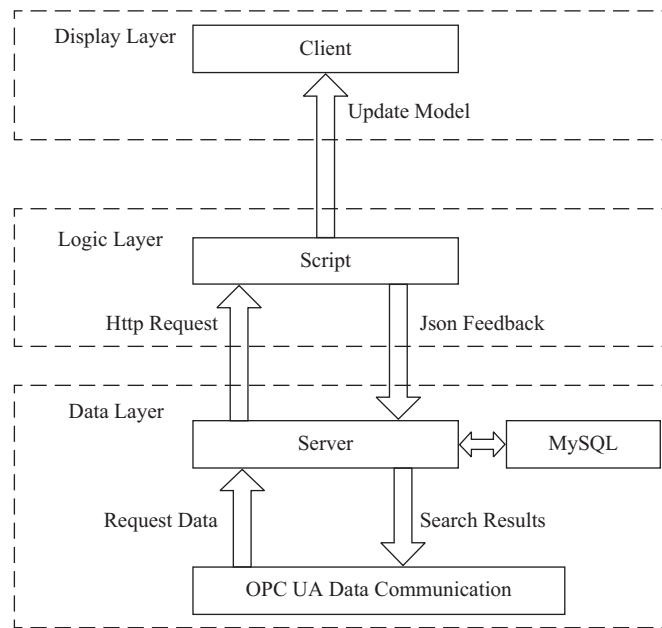 Display Layer
Client
Update Model
Logic Layer
Script
Http Request
Json Feedback
Data Layer
Server
MySQL
Request Data
Search Results
OPC UA Data Communication